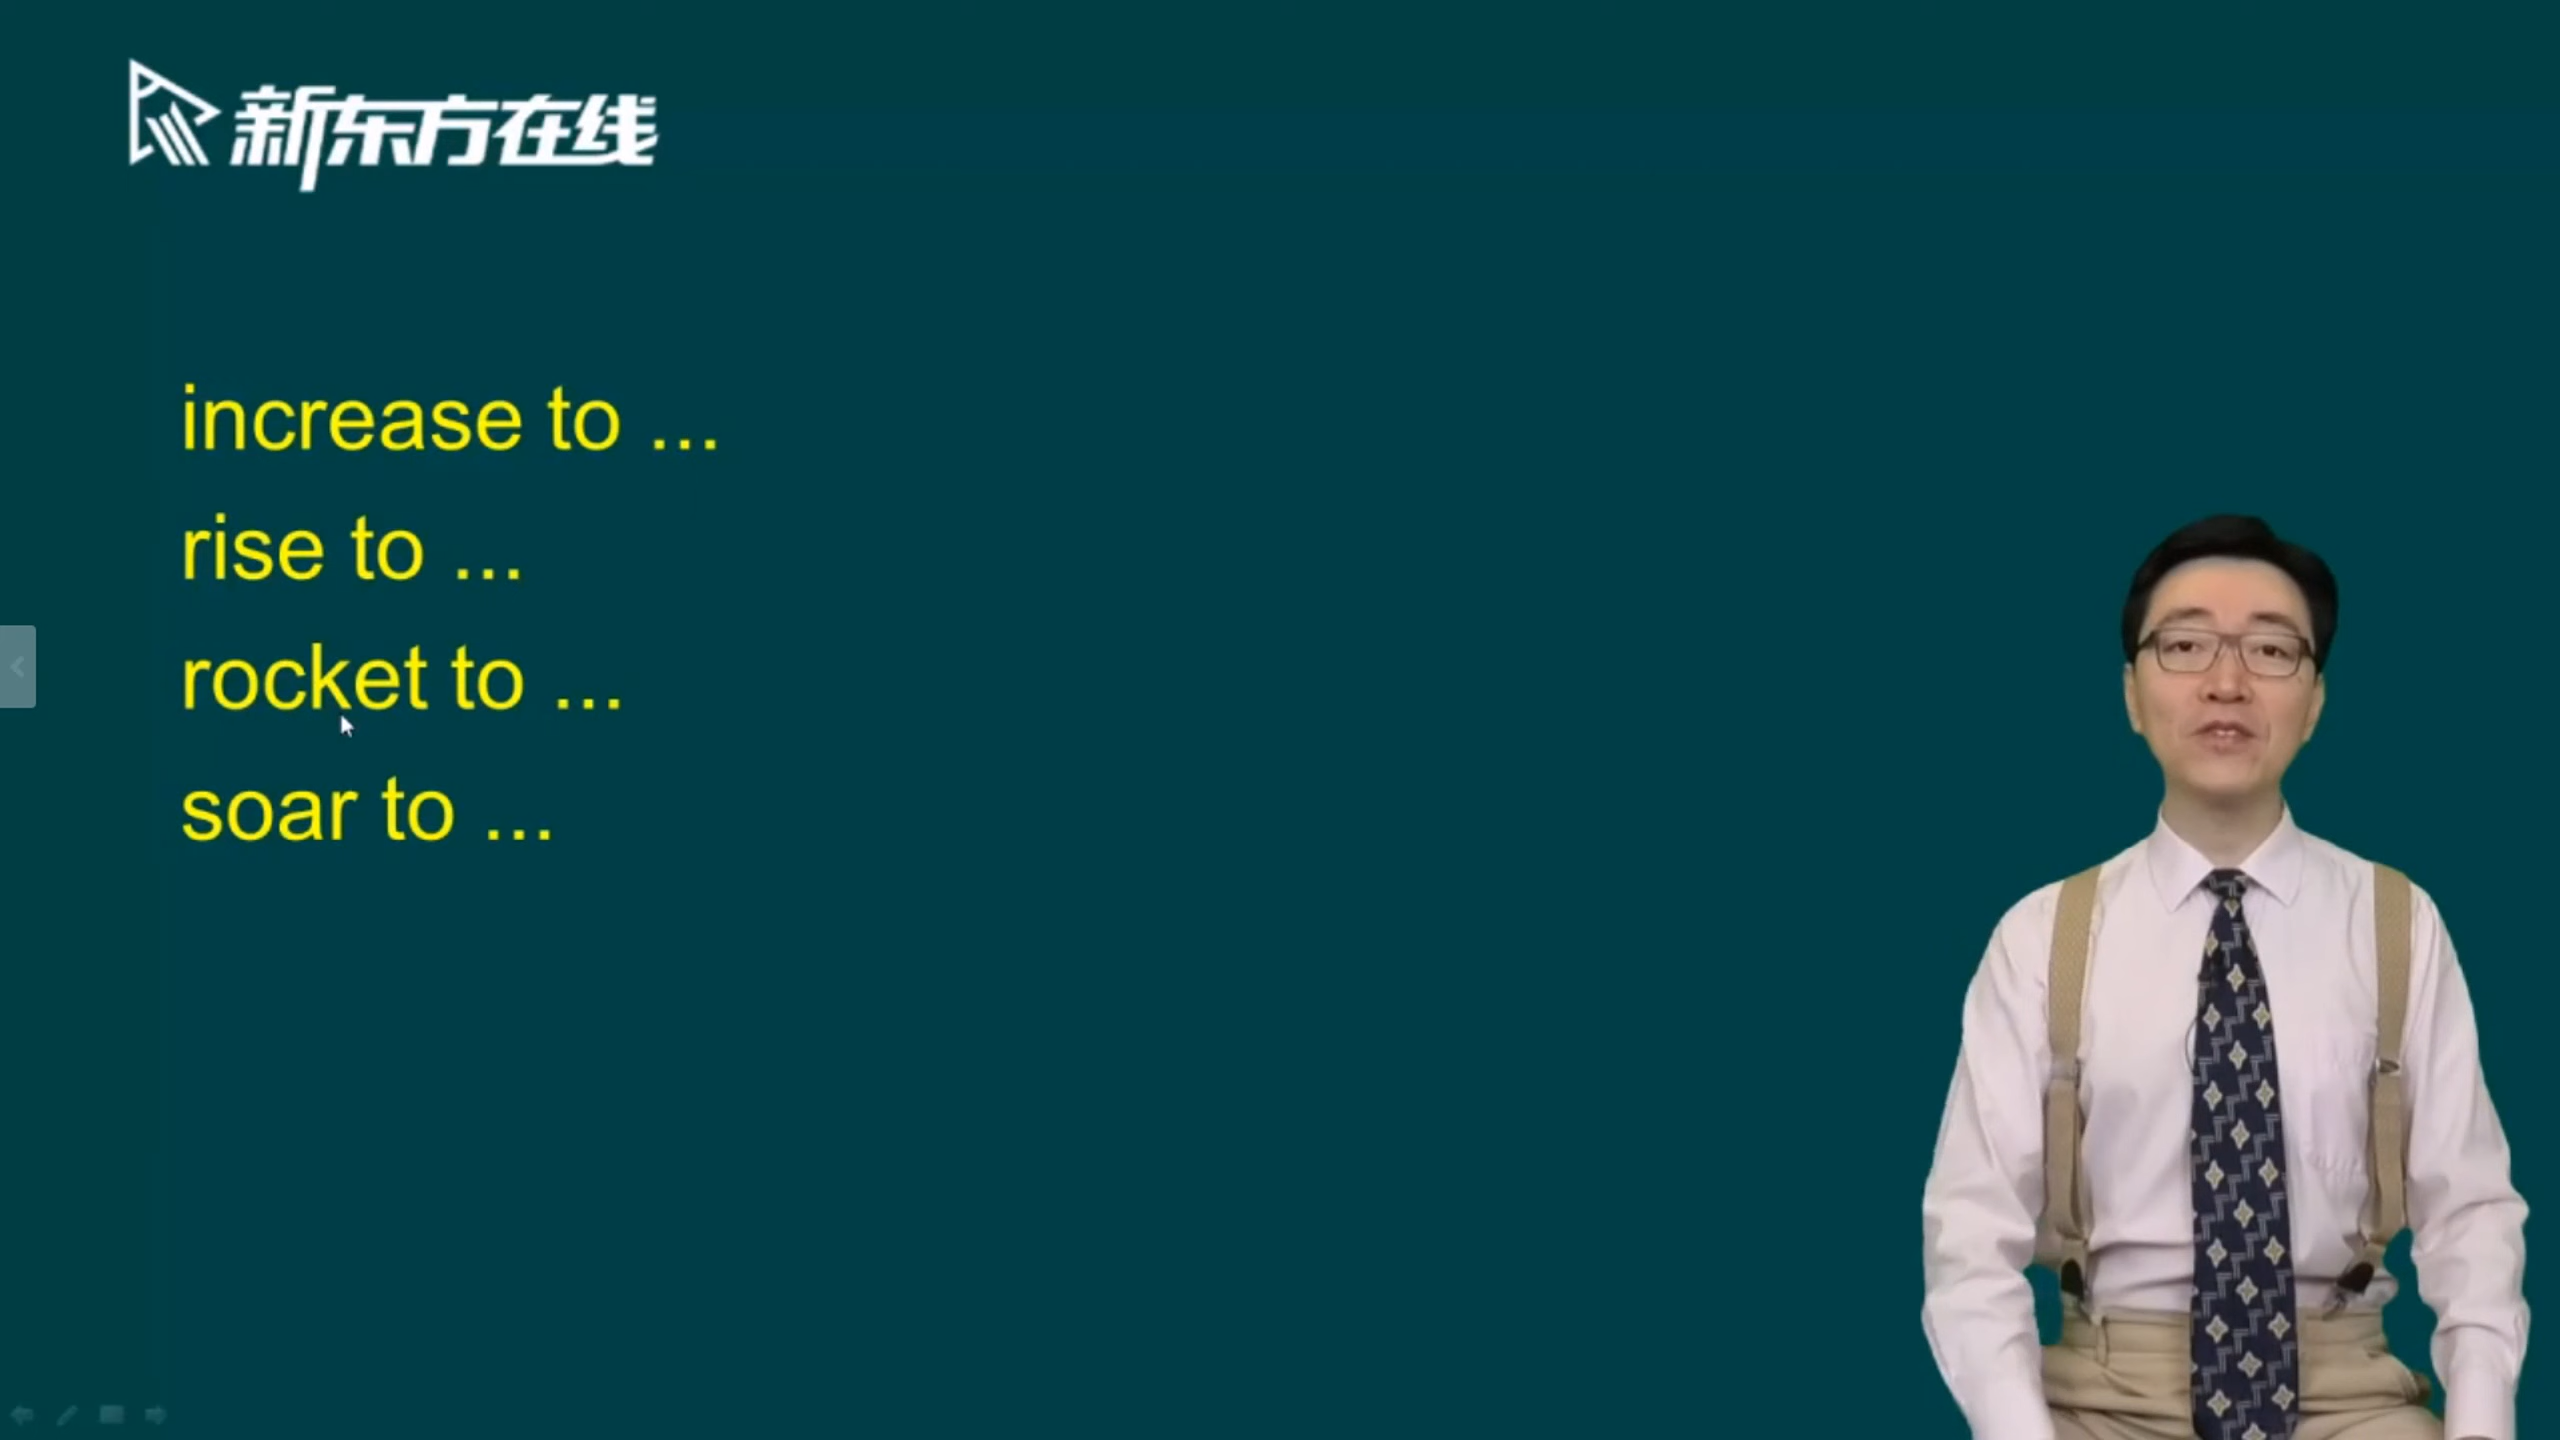 新东方在线
increase to ...
rise to ...
rocket to ...
soar to ...